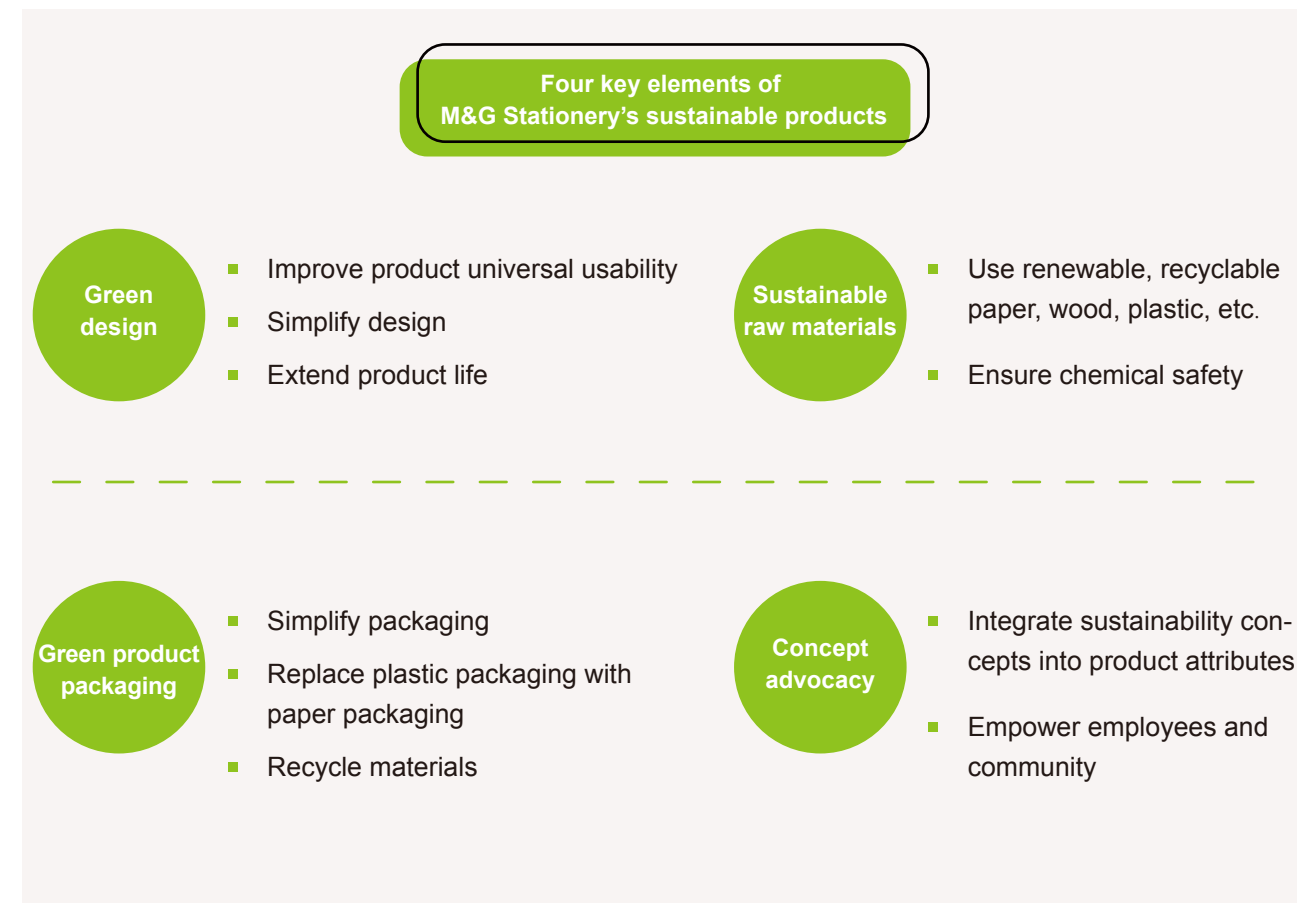 Four key elements of
M&G Stationery’s sustainable products
Green
design
Improve product universal usability
Simplify design
Extend product life
Sustainable
raw materials
Use renewable, recyclable
paper, wood, plastic, etc.
Ensure chemical safety
Green product
packaging
Simplify packaging
Replace plastic packaging with
paper packaging
Recycle materials
Concept
advocacy
Integrate sustainability con-
cepts into product attributes
Empower employees and
community